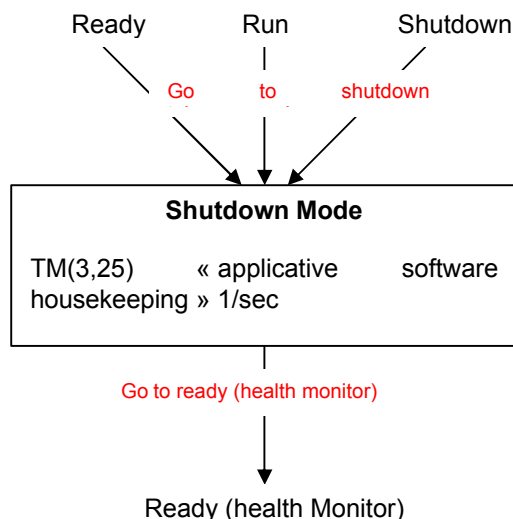 Ready Run Shutdown
Go to shutdown
Shutdown Mode
TM(3,25) « applicative software
housekeeping » 1/sec
Go to ready (health monitor)
Ready (health Monitor)